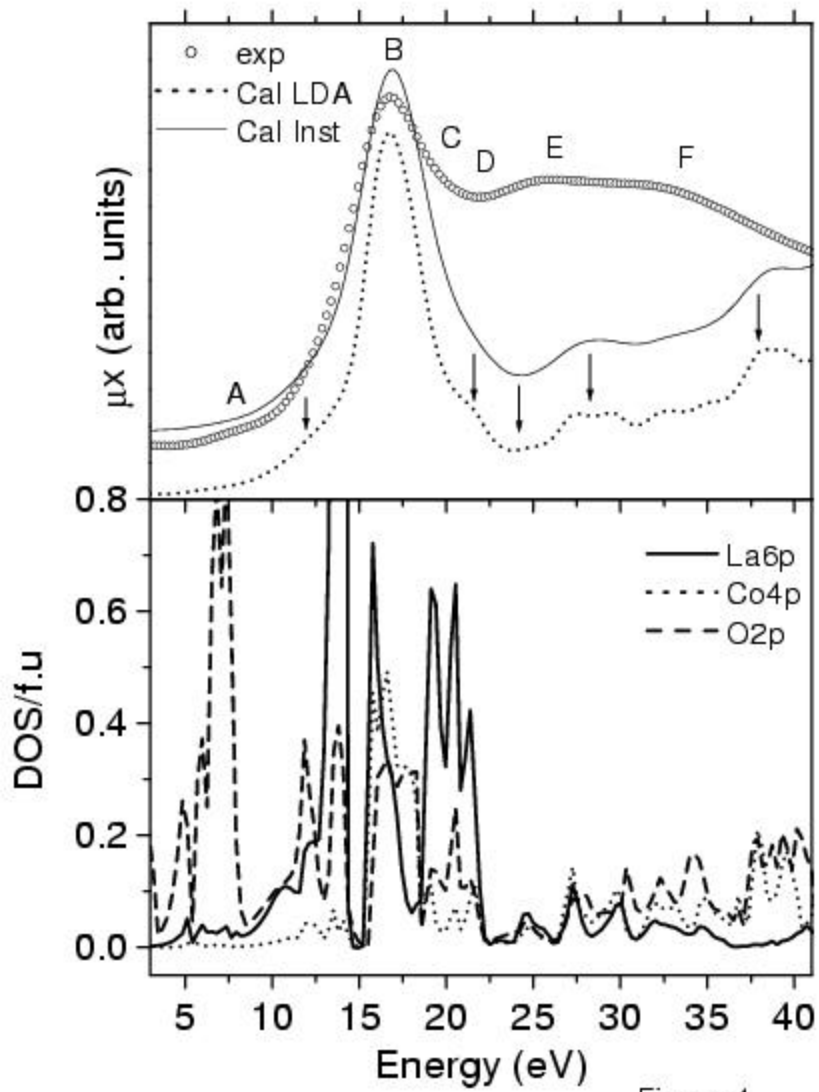 exp
Cal LDA
Cal Inst
A
B
C
D
E
F
μx (arb. units)
0.8
0.6
0.4
0.2
0.0
DOS/f.u
La6p
Co4p
O2p
5 10 15 20 25 30 35 40
Energy (eV)